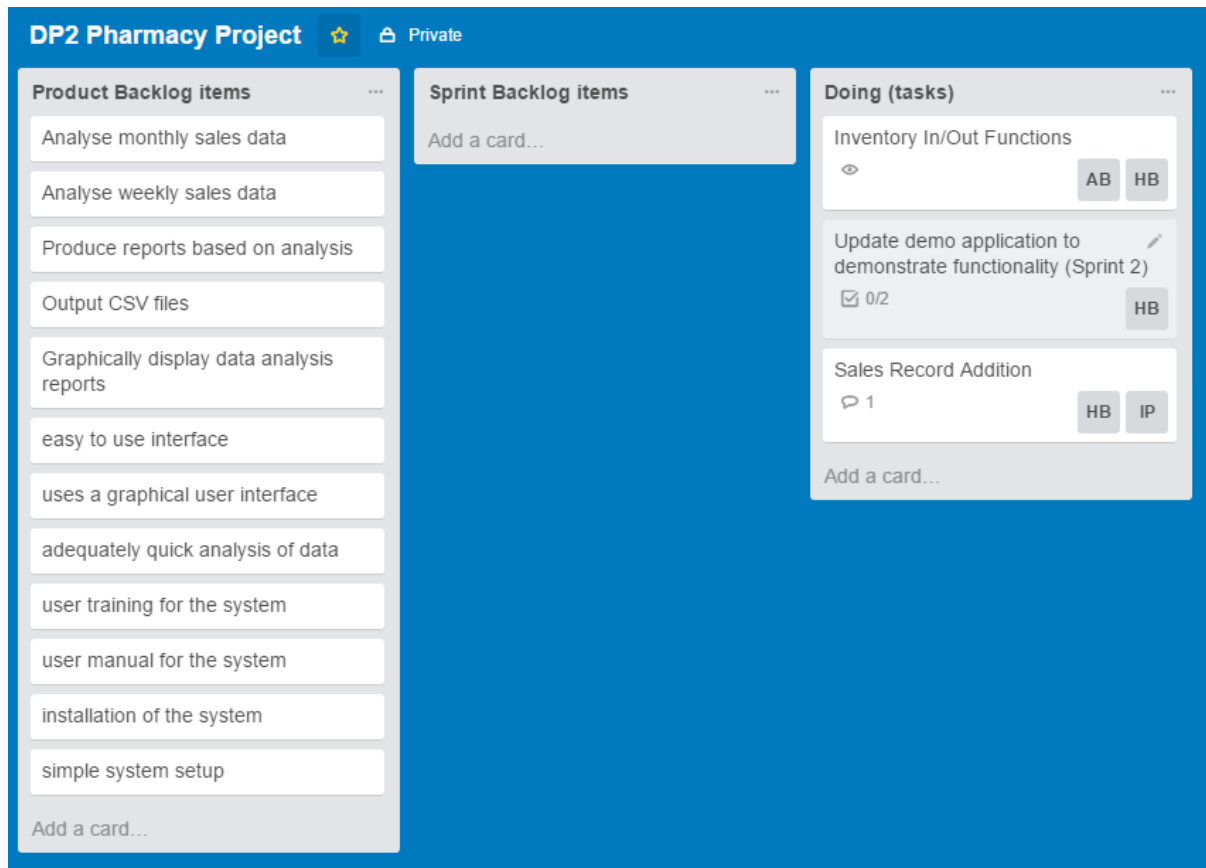 DP2 Pharmacy Project
Private
Product Backlog items
Analyse monthly sales data
Analyse weekly sales data
Produce reports based on analysis
Output CSV files
Graphically display data analysis
reports
easy to use interface
uses a graphical user interface
adequately quick analysis of data
user training for the system
user manual for the system
installation of the system
simple system setup
Add a card...
Sprint Backlog items
Add a card...
Doing (tasks)
Inventory In/Out Functions
AB HB
Update demo application to
demonstrate functionality (Sprint 2)
0/2
HB
Sales Record Addition
1
HB IP
Add a card...